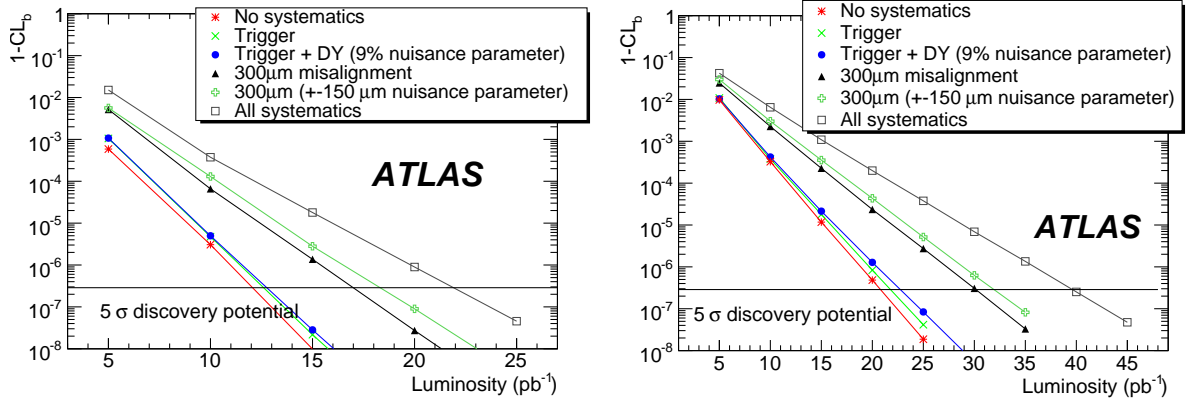 1-CL_b
No systematics
Trigger
Trigger + DY (9% nuisance parameter)
300μm misalignment
300μm (+-150 μm nuisance parameter)
All systematics
ATLAS
5 σ discovery potential
10^-8
10^-7
10^-6
10^-5
10^-4
10^-3
10^-2
10^-1
1
5 10 15 20 25
Luminosity (pb^-1)
1-CL_b
No systematics
Trigger
Trigger + DY (9% nuisance parameter)
300μm misalignment
300μm (+-150 μm nuisance parameter)
All systematics
ATLAS
5 σ discovery potential
10^-8
10^-7
10^-6
10^-5
10^-4
10^-3
10^-2
10^-1
1
5 10 15 20 25 30 35 40 45
Luminosity (pb^-1)